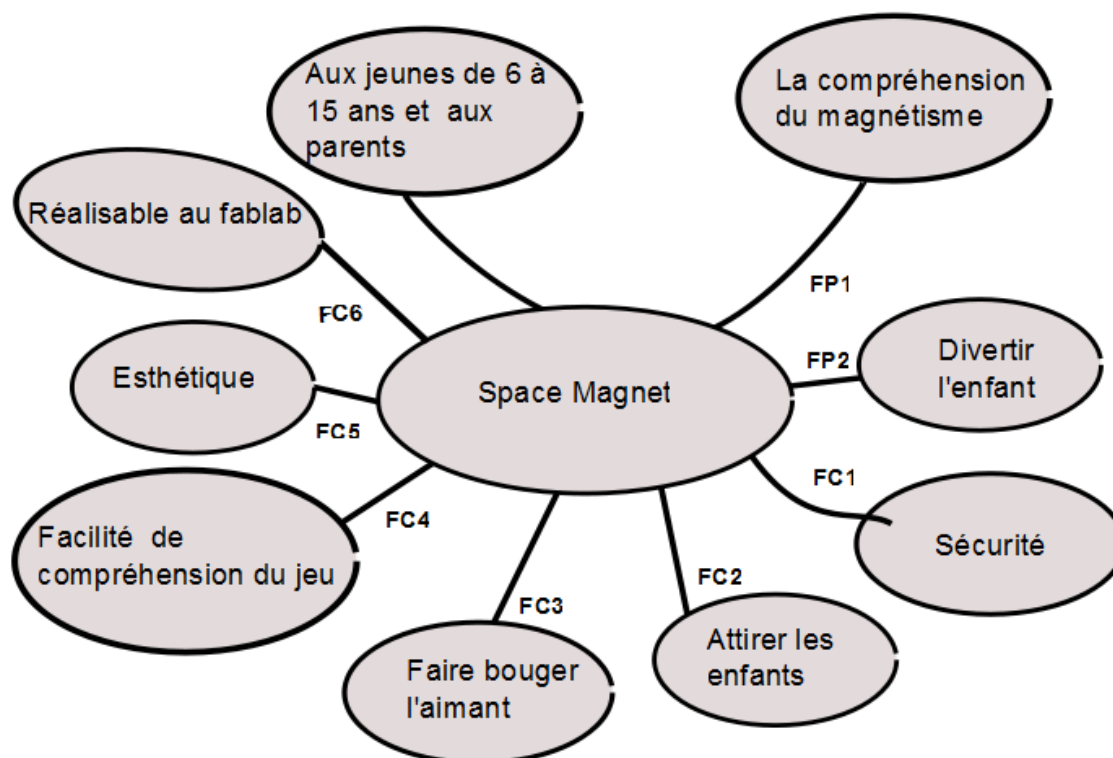 Aux jeunes de 6 à
15 ans et  aux
parents
La compréhension
du magnétisme
Réalisable au fablab
FP1
FC6
Esthétique
Space Magnet
FP2
Divertir
l'enfant
FC5
FC1
Facilité  de
compréhension du jeu
FC4
Sécurité
FC2
FC3
Faire bouger
l'aimant
Attirer les
enfants